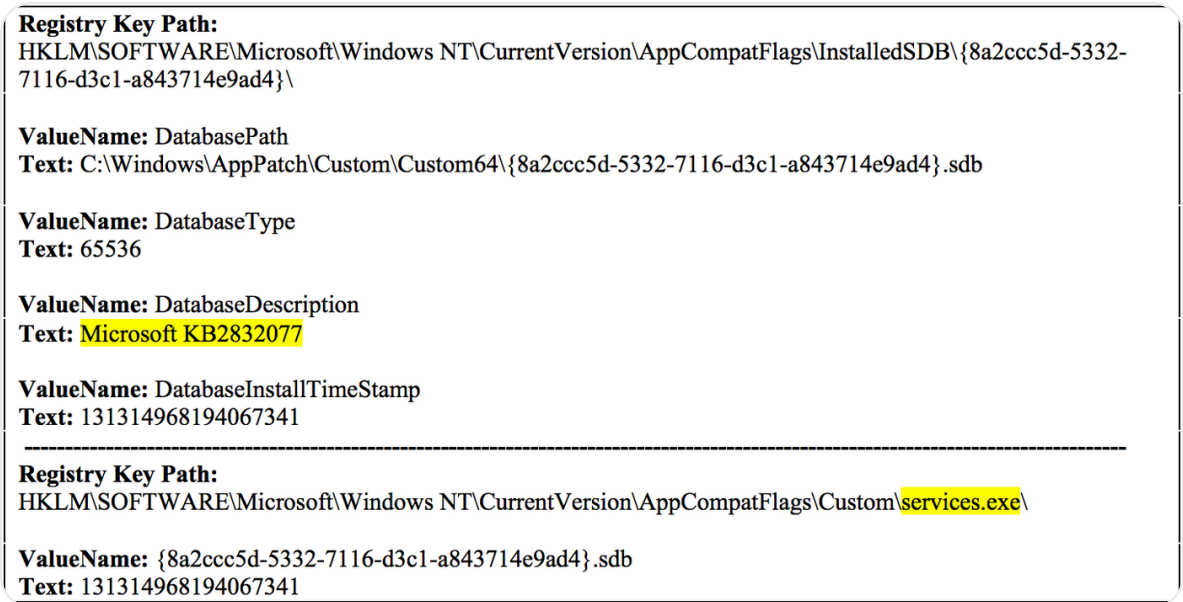 Registry Key Path:
HKLM\SOFTWARE\Microsoft\Windows NT\CurrentVersion\AppCompatFlags\InstalledSDB\{8a2ccc5d-5332-
7116-d3c1-a843714e9ad4}\
ValueName: DatabasePath
Text: C:\Windows\AppPatch\Custom\Custom64\{8a2ccc5d-5332-7116-d3c1-a843714e9ad4}.sdb
ValueName: DatabaseType
Text: 65536
ValueName: DatabaseDescription
Text: Microsoft KB2832077
ValueName: DatabaseInstallTimeStamp
Text: 131314968194067341
Registry Key Path:
HKLM\SOFTWARE\Microsoft\Windows NT\CurrentVersion\AppCompatFlags\Custom\services.exe\
ValueName: {8a2ccc5d-5332-7116-d3c1-a843714e9ad4}.sdb
Text: 131314968194067341